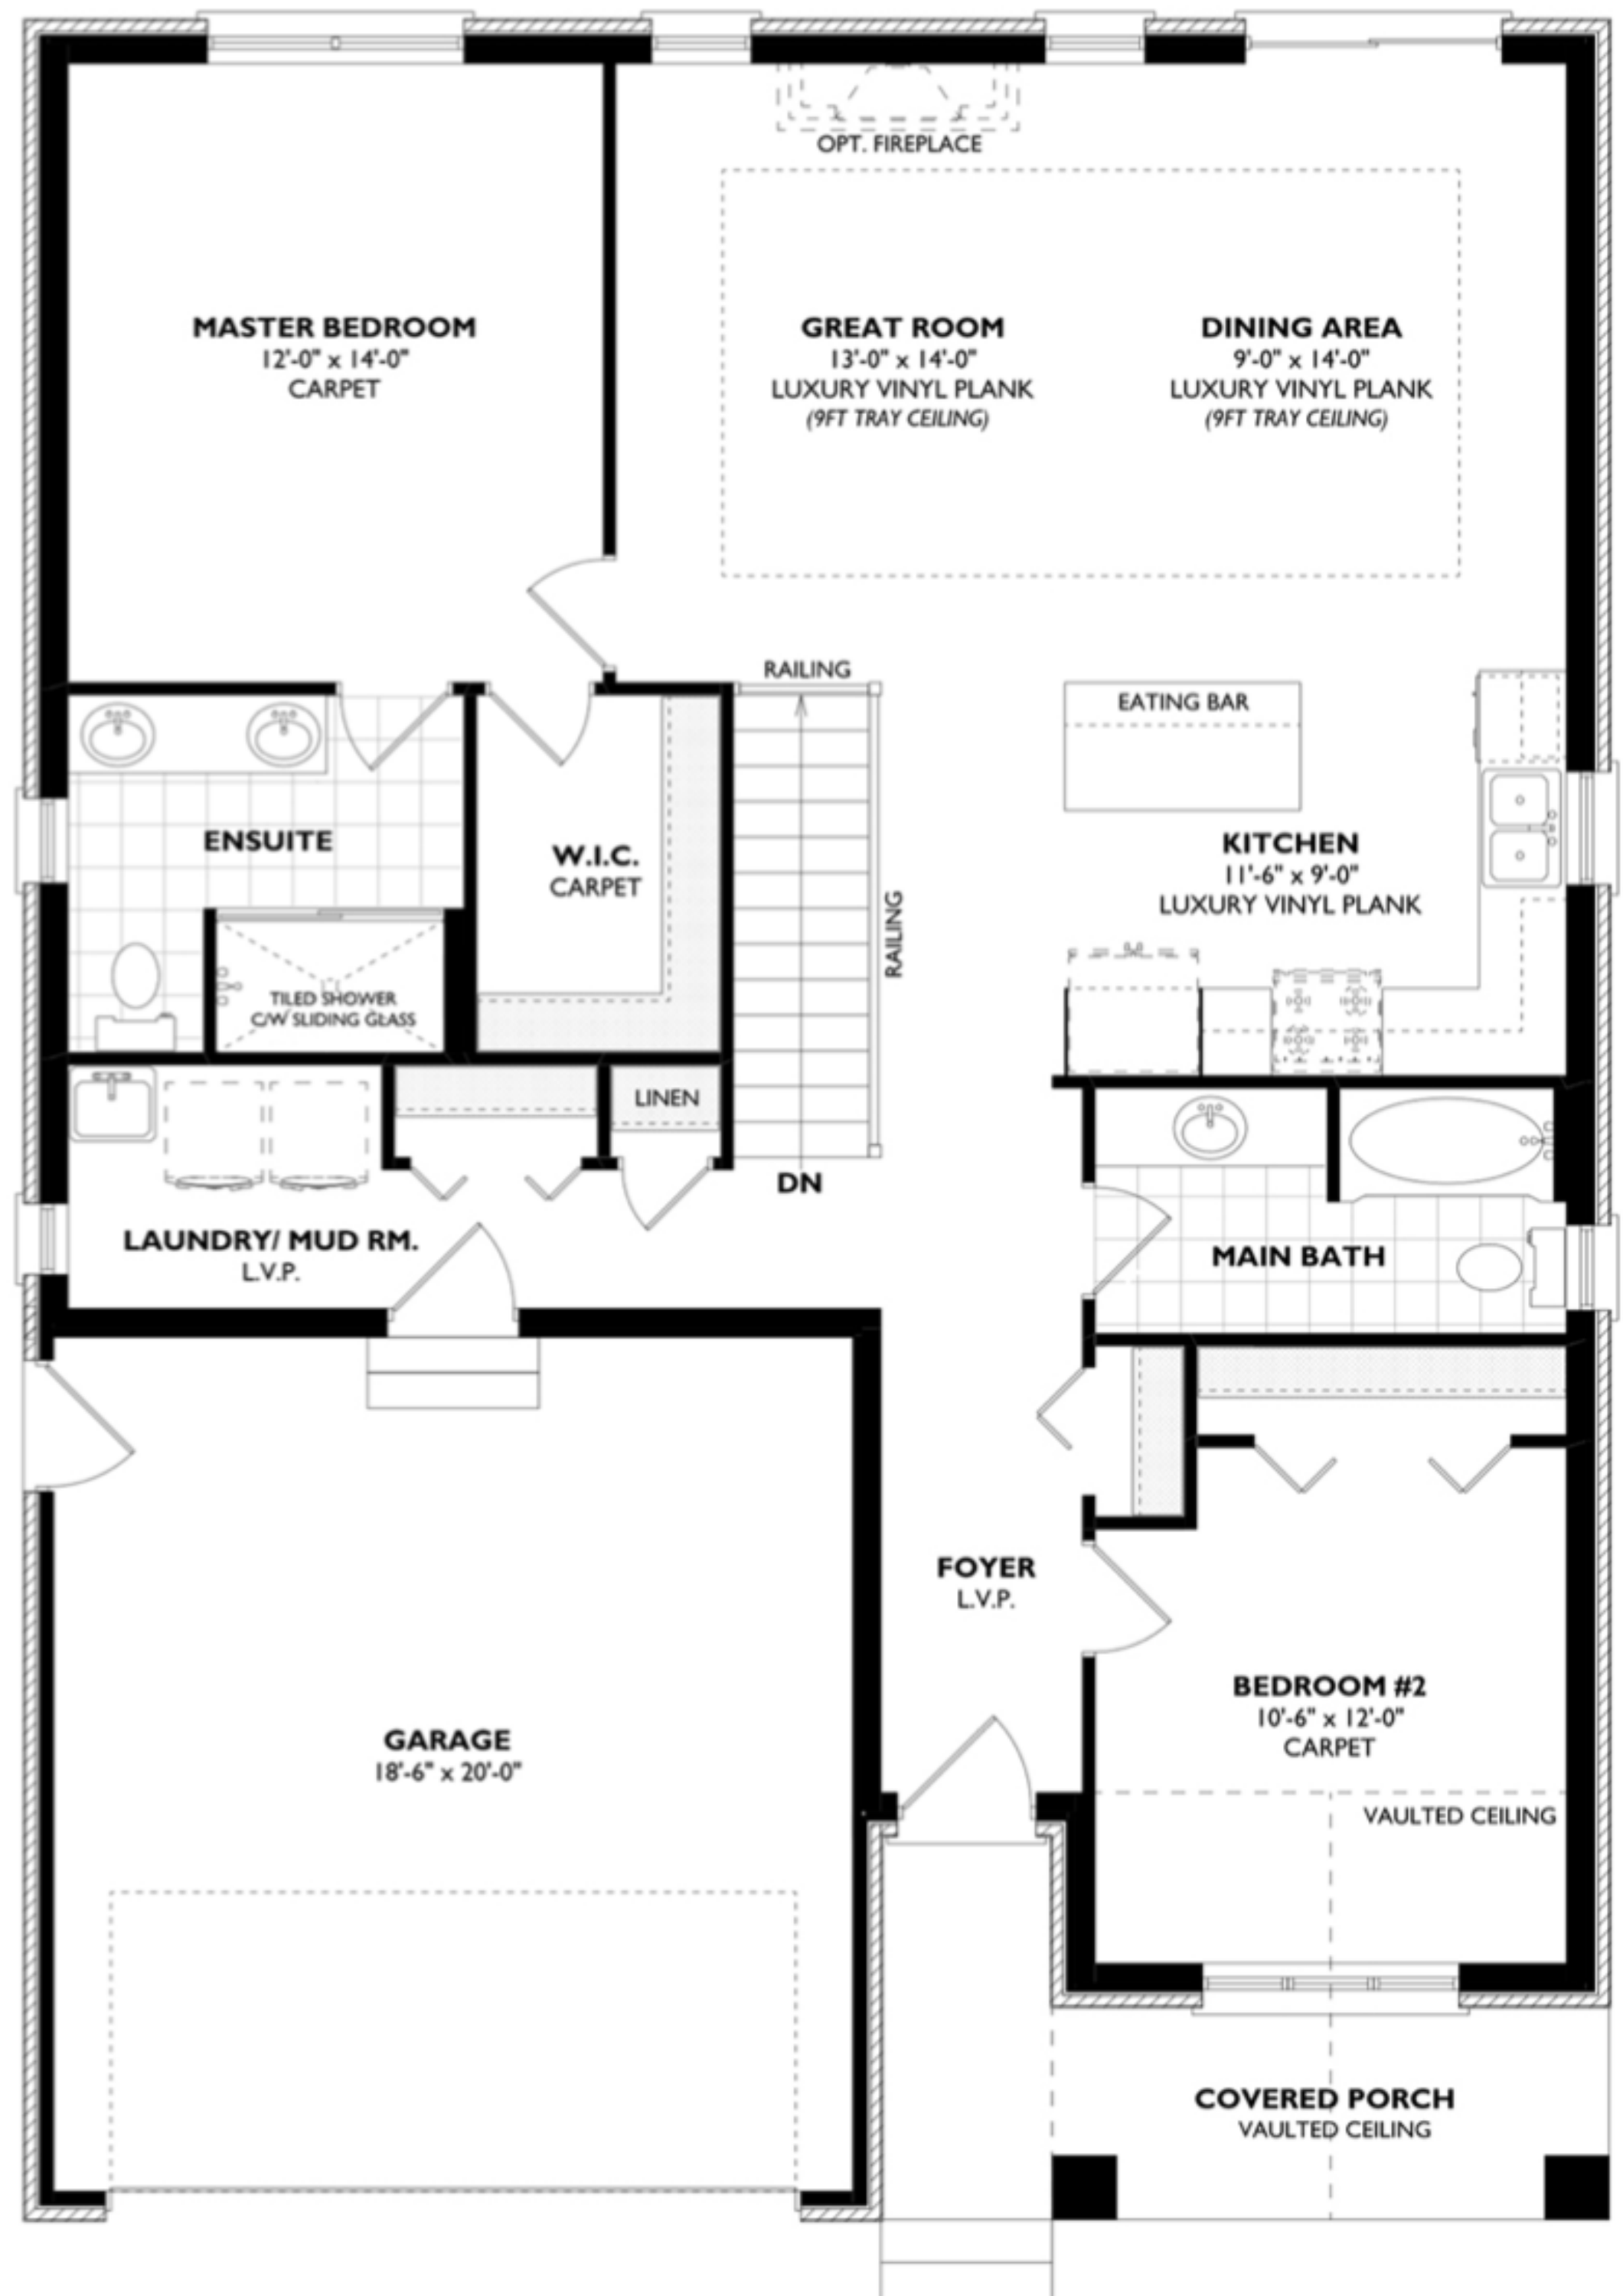 OPT. FIREPLACE
MASTER BEDROOM
12'-0" x 14'-0"
CARPET
GREAT ROOM
13'-0" x 14'-0"
LUXURY VINYL PLANK
(9FT TRAY CEILING)
DINING AREA
9'-0" x 14'-0"
LUXURY VINYL PLANK
(9FT TRAY CEILING)
RAILING
EATING BAR
ENSUITE
W.I.C.
CARPET
RAILING
KITCHEN
11'-6" x 9'-0"
LUXURY VINYL PLANK
TILED SHOWER
C/W SLIDING GLASS
LINEN
DN
LAUNDRY/ MUD RM.
L.V.P.
MAIN BATH
FOYER
L.V.P.
BEDROOM #2
10'-6" x 12'-0"
CARPET
VAULTED CEILING
GARAGE
18'-6" x 20'-0"
COVERED PORCH
VAULTED CEILING